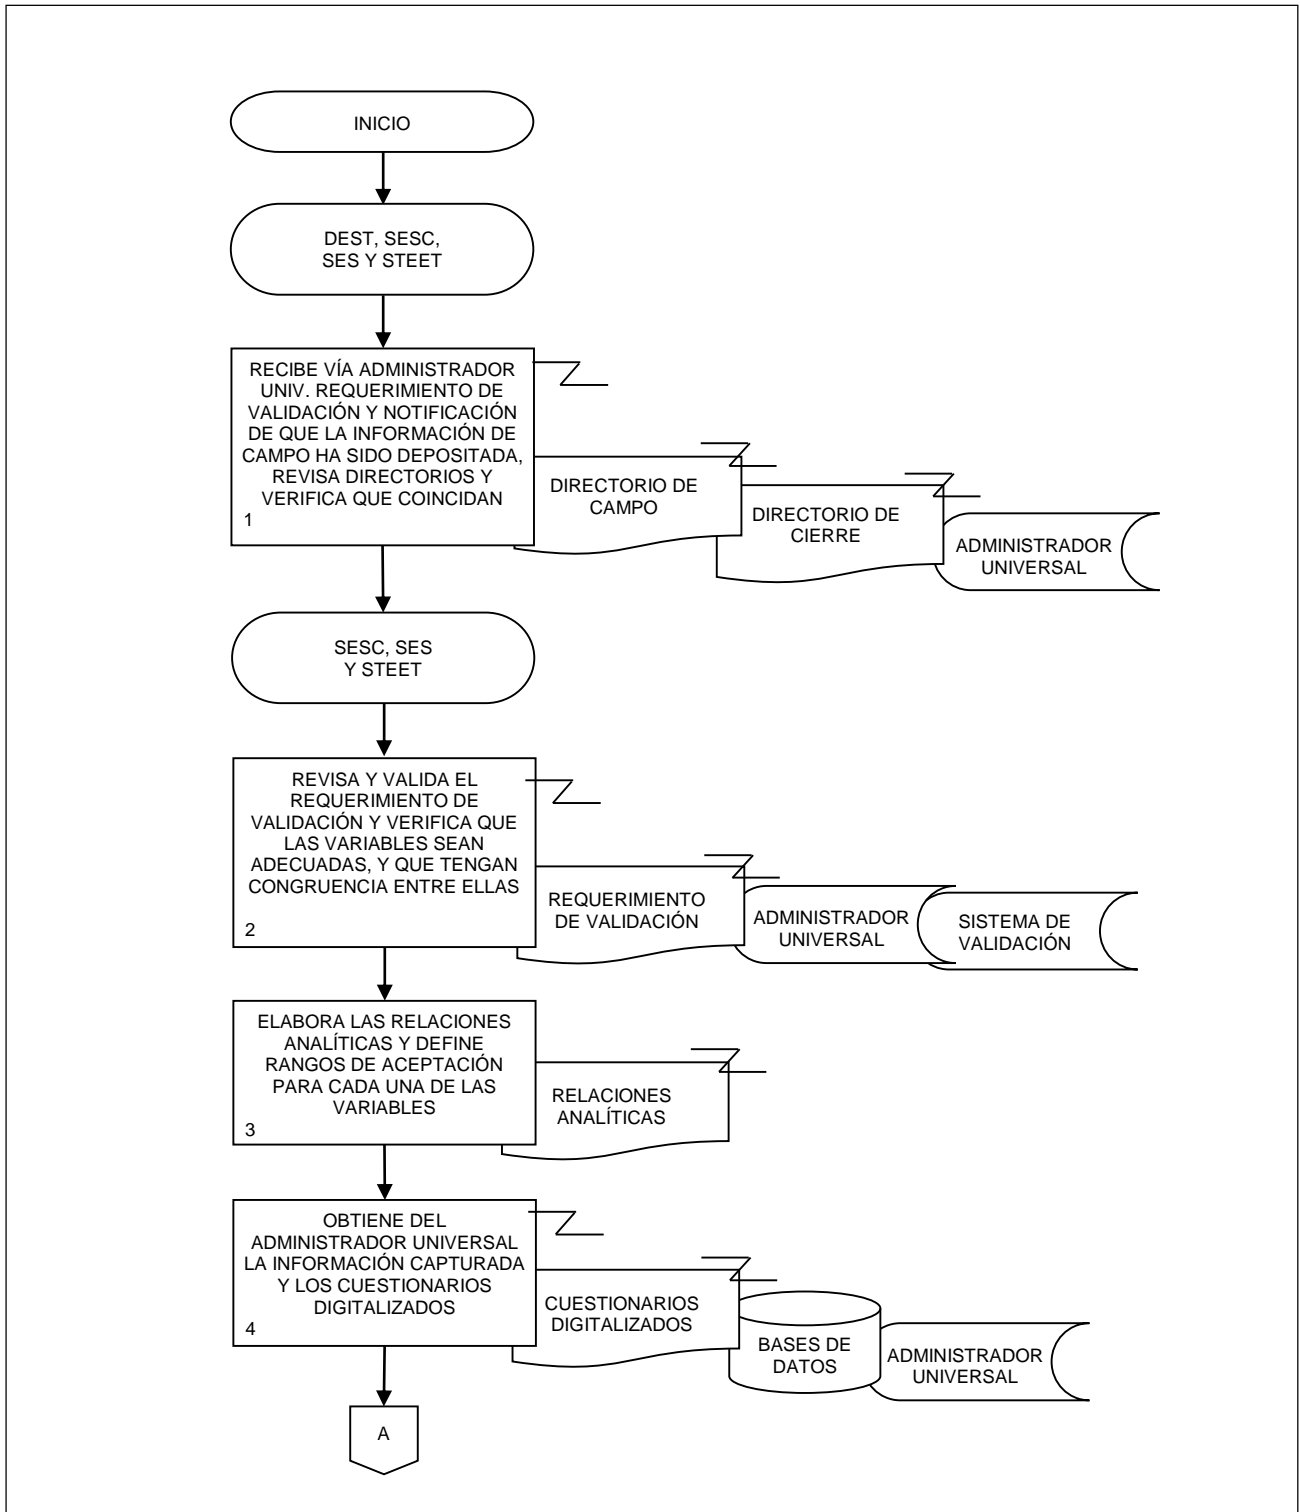 INICIO
DEST, SESC,
SES Y STEET
RECIBE VÍA ADMINISTRADOR
UNIV. REQUERIMIENTO DE
VALIDACIÓN Y NOTIFICACIÓN
DE QUE LA INFORMACIÓN DE
CAMPO HA SIDO DEPOSITADA,
REVISA DIRECTORIOS Y
VERIFICA QUE COINCIDAN
1
DIRECTORIO DE
CAMPO
DIRECTORIO DE
CIERRE
ADMINISTRADOR
UNIVERSAL
SESC, SES
Y STEET
REVISA Y VALIDA EL
REQUERIMIENTO DE
VALIDACIÓN Y VERIFICA QUE
LAS VARIABLES SEAN
ADECUADAS, Y QUE TENGAN
CONGRUENCIA ENTRE ELLAS
2
REQUERIMIENTO
DE VALIDACIÓN
ADMINISTRADOR
UNIVERSAL
SISTEMA DE
VALIDACIÓN
ELABORA LAS RELACIONES
ANALÍTICAS Y DEFINE
RANGOS DE ACEPTACIÓN
PARA CADA UNA DE LAS
VARIABLES
3
RELACIONES
ANALÍTICAS
OBTIENE DEL
ADMINISTRADOR UNIVERSAL
LA INFORMACIÓN CAPTURADA
Y LOS CUESTIONARIOS
DIGITALIZADOS
4
CUESTIONARIOS
DIGITALIZADOS
BASES DE
DATOS
ADMINISTRADOR
UNIVERSAL
A